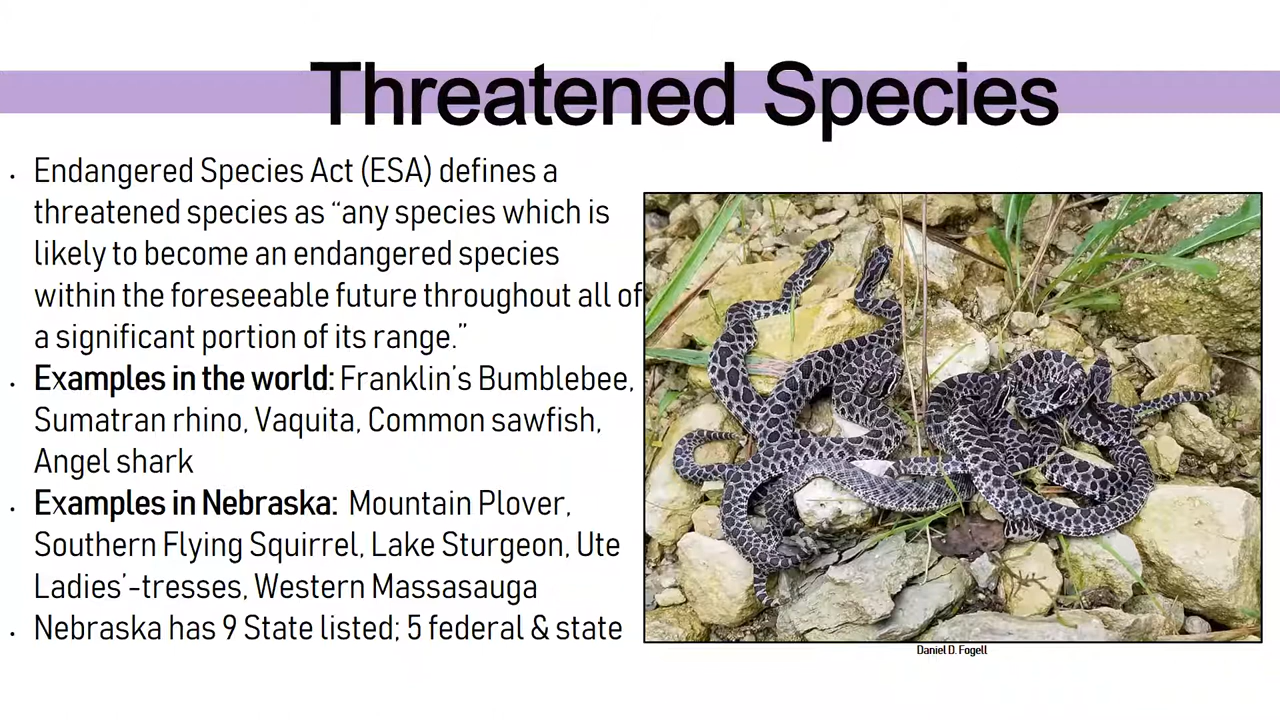 Threatened Species
Endangered Species Act (ESA) defines a
threatened species as “any species which is
likely to become an endangered species
within the foreseeable future throughout all of
a significant portion of its range.”
Examples in the world: Franklin’s Bumblebee,
Sumatran rhino, Vaquita, Common sawfish,
Angel shark
Examples in Nebraska: Mountain Plover,
Southern Flying Squirrel, Lake Sturgeon, Ute
Ladies’-tresses, Western Massasauga
Nebraska has 9 State listed; 5 federal & state
Daniel D. Fogell